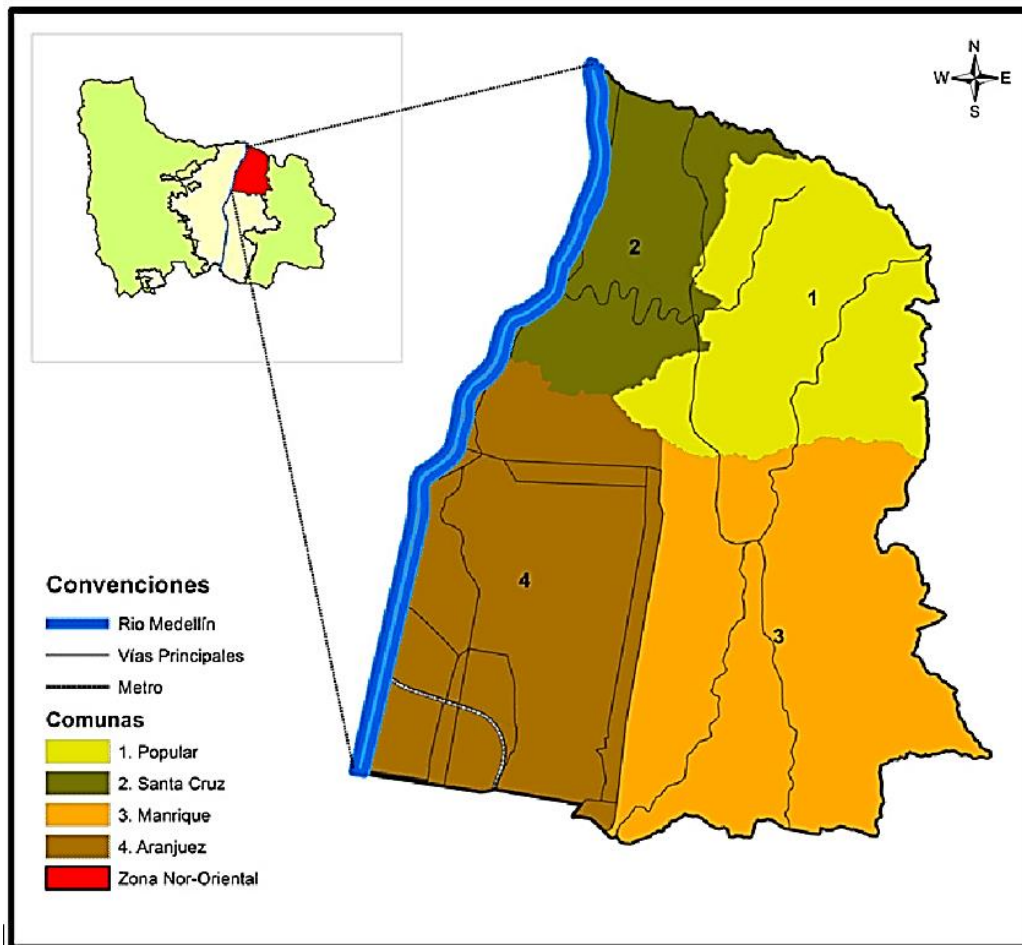 N
W E
S
2
1
4
3
Convenciones
Rio Medellín
Vías Principales
Metro
Comunas
1. Popular
2. Santa Cruz
3. Manrique
4. Aranjuez
Zona Nor-Oriental